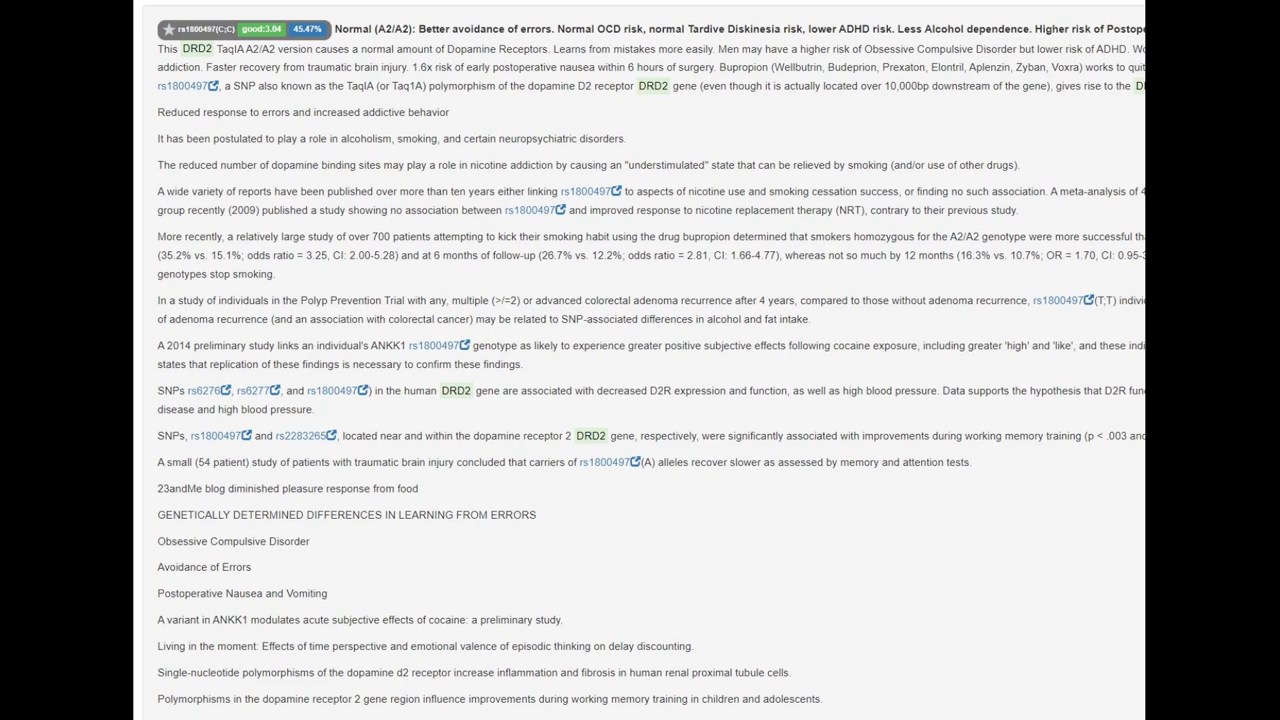 rs1800497(C;C) good:3.04 45.47% Normal (A2/A2): Better avoidance of errors. Normal OCD risk, normal Tardive Diskinesia risk, lower ADHD risk. Less Alcohol dependence. Higher risk of Postope
This DRD2 TaqIA A2/A2 version causes a normal amount of Dopamine Receptors. Learns from mistakes more easily. Men may have a higher risk of Obsessive Compulsive Disorder but lower risk of ADHD. Wo
addiction. Faster recovery from traumatic brain injury. 1.6x risk of early postoperative nausea within 6 hours of surgery. Bupropion (Wellbutrin, Budeprion, Prexaton, Elontril, Aplenzin, Zyban, Voxra) works to quit
rs1800497, a SNP also known as the TaqIA (or Taq1A) polymorphism of the dopamine D2 receptor DRD2 gene (even though it is actually located over 10,000bp downstream of the gene), gives rise to the
Reduced response to errors and increased addictive behavior
It has been postulated to play a role in alcoholism, smoking, and certain neuropsychiatric disorders.
The reduced number of dopamine binding sites may play a role in nicotine addiction by causing an "understimulated" state that can be relieved by smoking (and/or use of other drugs).
A wide variety of reports have been published over more than ten years either linking rs1800497 to aspects of nicotine use and smoking cessation success, or finding no such association. A meta-analysis of 4
group recently (2009) published a study showing no association between rs1800497 and improved response to nicotine replacement therapy (NRT), contrary to their previous study.
More recently, a relatively large study of over 700 patients attempting to kick their smoking habit using the drug bupropion determined that smokers homozygous for the A2/A2 genotype were more successful tha
(35.2% vs. 15.1%; odds ratio = 3.25, CI: 2.00-5.28) and at 6 months of follow-up (26.7% vs. 12.2%; odds ratio = 2.81, CI: 1.66-4.77), whereas not so much by 12 months (16.3% vs. 10.7%; OR = 1.70, CI: 0.95-3
genotypes stop smoking.
In a study of individuals in the Polyp Prevention Trial with any, multiple (>/=2) or advanced colorectal adenoma recurrence after 4 years, compared to those without adenoma recurrence, rs1800497(T;T) indivi
of adenoma recurrence (and an association with colorectal cancer) may be related to SNP-associated differences in alcohol and fat intake.
A 2014 preliminary study links an individual's ANKK1 rs1800497 genotype as likely to experience greater positive subjective effects following cocaine exposure, including greater 'high' and 'like', and these indi
states that replication of these findings is necessary to confirm these findings.
SNPs rs6276, rs6277, and rs1800497) in the human DRD2 gene are associated with decreased D2R expression and function, as well as high blood pressure. Data supports the hypothesis that D2R fun
disease and high blood pressure.
SNPs, rs1800497 and rs2283265, located near and within the dopamine receptor 2 DRD2 gene, respectively, were significantly associated with improvements during working memory training (p < .003 and
A small (54 patient) study of patients with traumatic brain injury concluded that carriers of rs1800497(A) alleles recover slower as assessed by memory and attention tests.
23andMe blog diminished pleasure response from food
GENETICALLY DETERMINED DIFFERENCES IN LEARNING FROM ERRORS
Obsessive Compulsive Disorder
Avoidance of Errors
Postoperative Nausea and Vomiting
A variant in ANKK1 modulates acute subjective effects of cocaine: a preliminary study.
Living in the moment: Effects of time perspective and emotional valence of episodic thinking on delay discounting.
Single-nucleotide polymorphisms of the dopamine d2 receptor increase inflammation and fibrosis in human renal proximal tubule cells.
Polymorphisms in the dopamine receptor 2 gene region influence improvements during working memory training in children and adolescents.